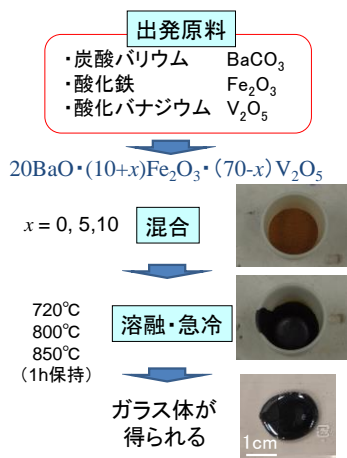 出発原料
・炭酸バリウム BaCO₃
・酸化鉄 Fe₂O₃
・酸化バナジウム V₂O₅
20BaO・(10+x)Fe₂O₃・(70-x)V₂O₅
x = 0, 5,10
混合
720℃
800℃
850℃
(1h保持)
溶融・急冷
ガラス体が
得られる
1cm